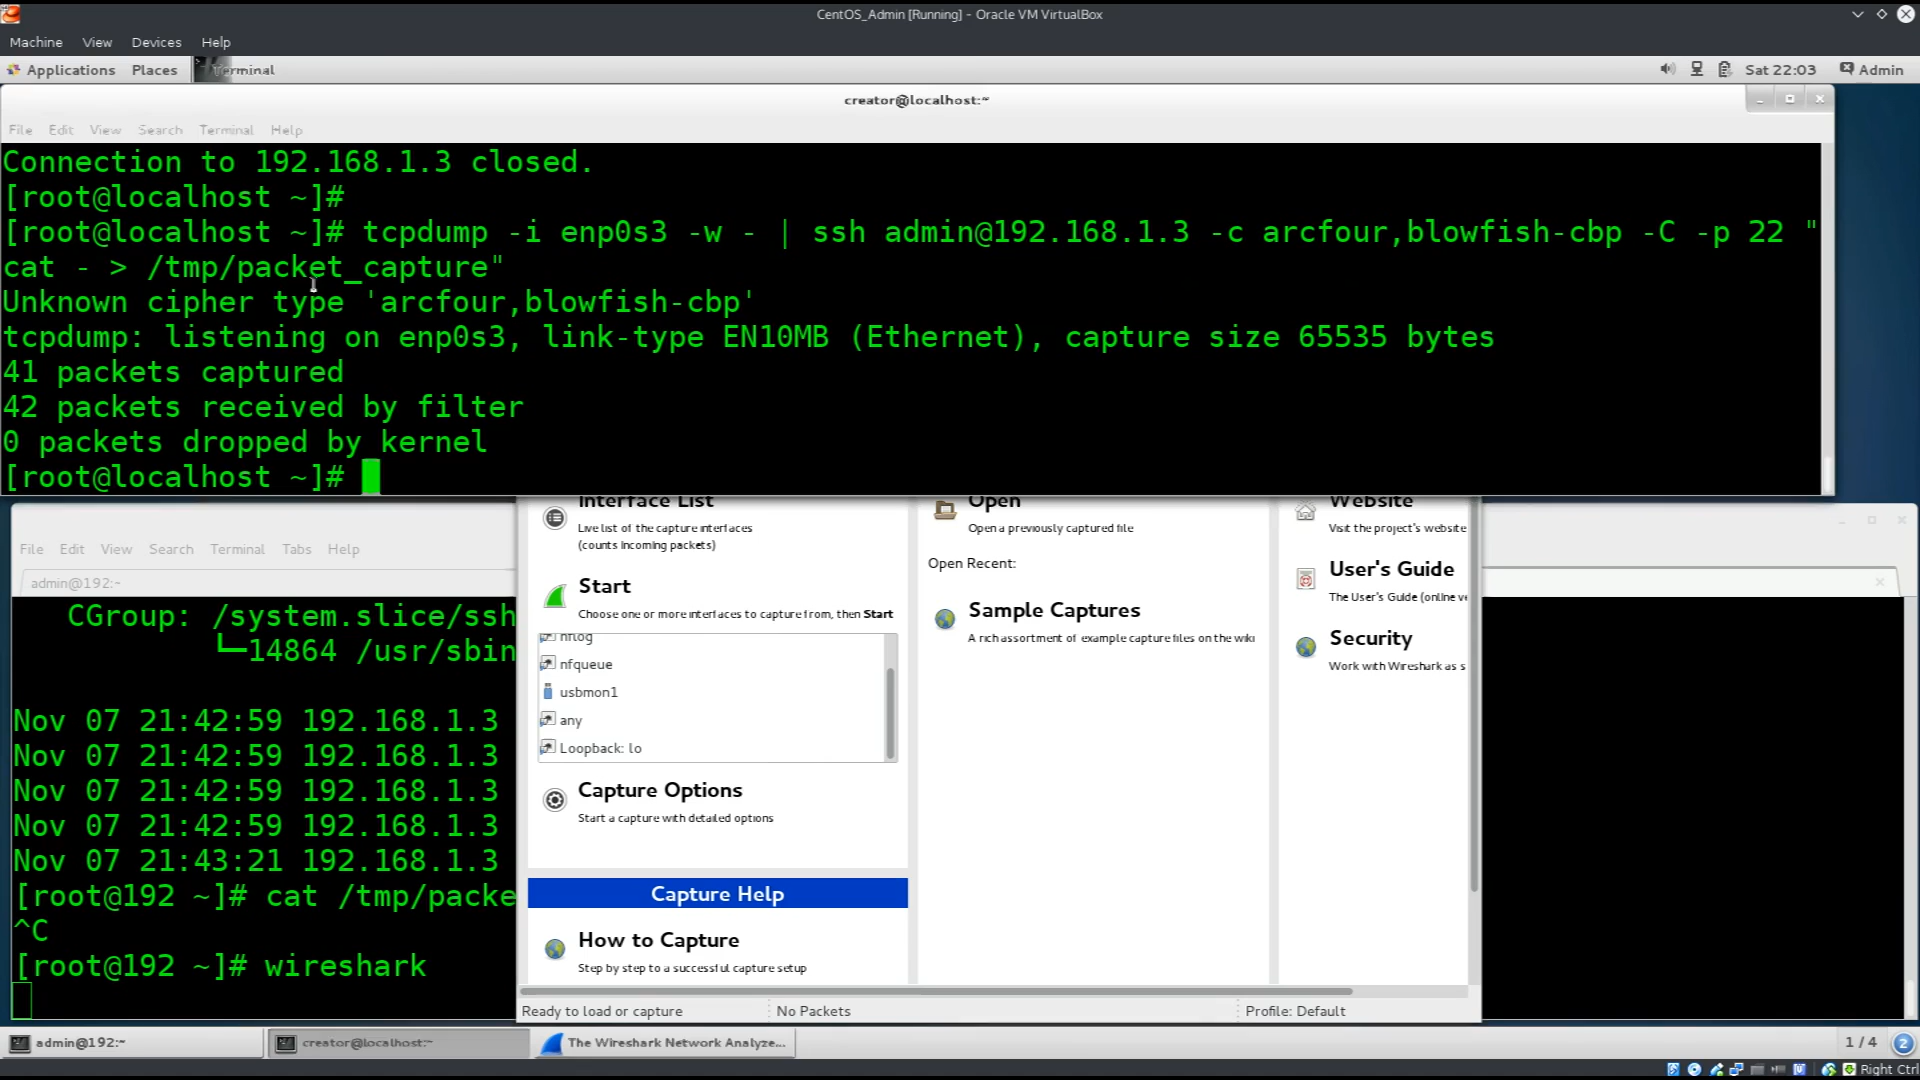 CentOS_Admin [Running] - Oracle VM VirtualBox
Machine View Devices Help
Applications Places Terminal Sat 22:03 Admin
creator@localhost:~
File Edit View Search Terminal Help
Connection to 192.168.1.3 closed.
[root@localhost ~]#
[root@localhost ~]# tcpdump -i enp0s3 -w - | ssh admin@192.168.1.3 -c arcfour,blowfish-cbp -C -p 22 "
cat - > /tmp/packet_capture"
Unknown cipher type 'arcfour,blowfish-cbp'
tcpdump: listening on enp0s3, link-type EN10MB (Ethernet), capture size 65535 bytes
41 packets captured
42 packets received by filter
0 packets dropped by kernel
[root@localhost ~]#
File Edit View Search Terminal Tabs Help
admin@192:~
CGroup: /system.slice/ssh
└─14864 /usr/sbin
Nov 07 21:42:59 192.168.1.3
Nov 07 21:42:59 192.168.1.3
Nov 07 21:42:59 192.168.1.3
Nov 07 21:42:59 192.168.1.3
Nov 07 21:43:21 192.168.1.3
[root@192 ~]# cat /tmp/packe
^C
[root@192 ~]# wireshark
Interface List
Live list of the capture interfaces
(counts incoming packets)
Start
Choose one or more interfaces to capture from, then Start
nflog
nfqueue
usbmon1
any
Loopback: lo
Capture Options
Start a capture with detailed options
Capture Help
How to Capture
Step by step to a successful capture setup
Open
Open a previously captured file
Open Recent:
Sample Captures
A rich assortment of example capture files on the wiki
Website
Visit the project's website
User's Guide
The User's Guide (online ve
Security
Work with Wireshark as s
Ready to load or capture No Packets Profile: Default
admin@192:~ creator@localhost:~ The Wireshark Network Analyze... 1 / 4 2
Right Ctrl